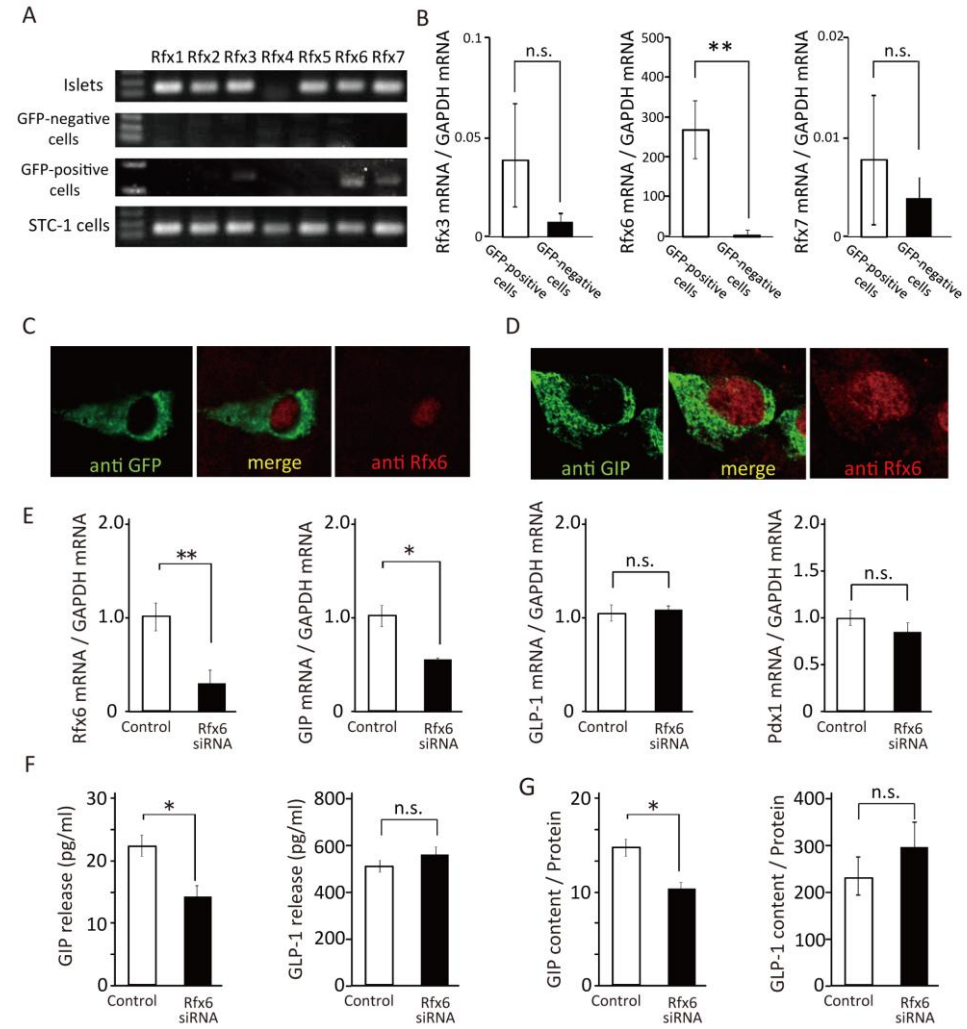 A
Rfx1 Rfx2 Rfx3 Rfx4 Rfx5 Rfx6 Rfx7
Islets
GFP-negative
cells
GFP-positive
cells
STC-1 cells
B
Rfx3 mRNA / GAPDH mRNA
0.1
0.05
0
n.s.
GFP-positive
cells
GFP-negative
cells
Rfx6 mRNA / GAPDH mRNA
500
400
300
200
100
0
**
GFP-positive
cells
GFP-negative
cells
Rfx7 mRNA / GAPDH mRNA
0.02
0.01
0
n.s.
GFP-positive
cells
GFP-negative
cells
C
anti GFP
merge
anti Rfx6
D
anti GIP
merge
anti Rfx6
E
Rfx6 mRNA / GAPDH mRNA
2.0
1.0
0
**
Control
Rfx6
siRNA
GIP mRNA / GAPDH mRNA
2.0
1.0
0
*
Control
Rfx6
siRNA
GLP-1 mRNA / GAPDH mRNA
2.0
1.0
0
n.s.
Control
Rfx6
siRNA
Pdx1 mRNA / GAPDH mRNA
2.0
1.5
1.0
0.5
0
n.s.
Control
Rfx6
siRNA
F
GIP release (pg/ml)
30
20
10
0
*
Control
Rfx6
siRNA
GLP-1 release (pg/ml)
800
600
400
200
0
n.s.
Control
Rfx6
siRNA
G
GIP content / Protein
20
10
0
*
Control
Rfx6
siRNA
GLP-1 content / Protein
400
300
200
100
0
n.s.
Control
Rfx6
siRNA